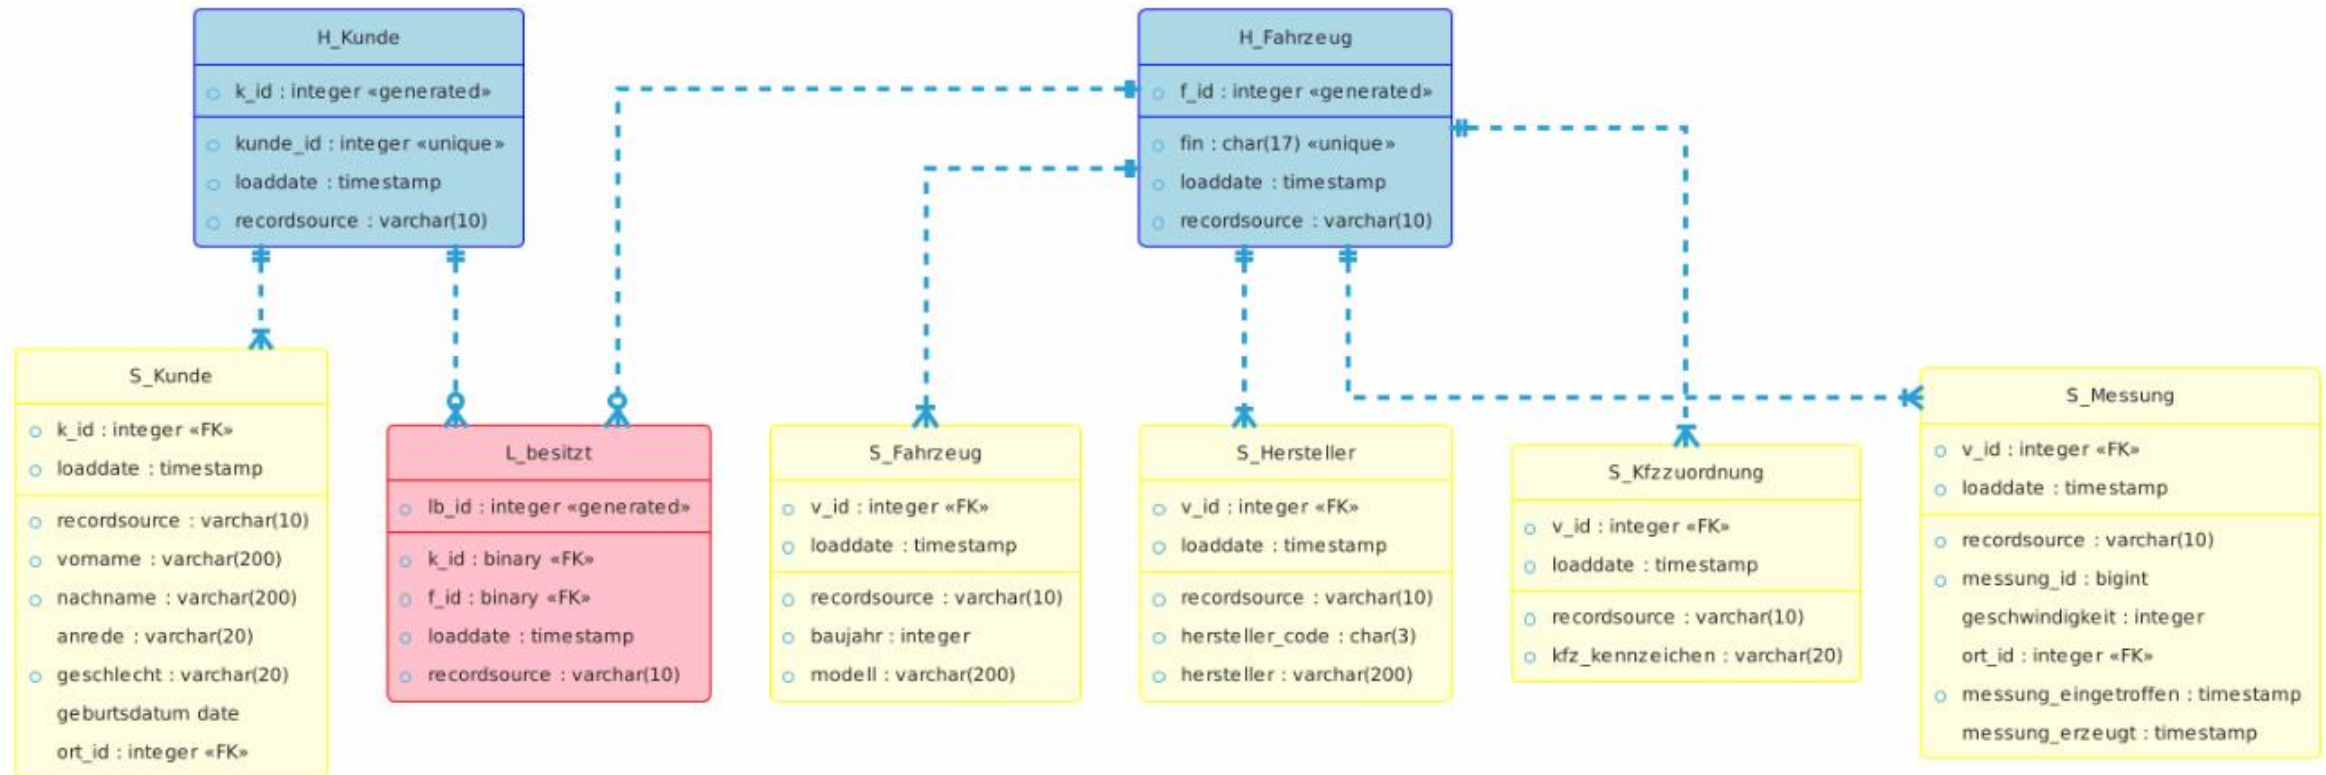 H_Kunde
k_id : integer «generated»
kunde_id : integer «unique»
loaddate : timestamp
recordsource : varchar(10)
H_Fahrzeug
f_id : integer «generated»
fin : char(17) «unique»
loaddate : timestamp
recordsource : varchar(10)
S_Kunde
k_id : integer «FK»
loaddate : timestamp
recordsource : varchar(10)
vorname : varchar(200)
nachname : varchar(200)
anrede : varchar(20)
geschlecht : varchar(20)
geburtsdatum date
ort_id : integer «FK»
L_besitzt
lb_id : integer «generated»
k_id : binary «FK»
f_id : binary «FK»
loaddate : timestamp
recordsource : varchar(10)
S_Fahrzeug
v_id : integer «FK»
loaddate : timestamp
recordsource : varchar(10)
baujahr : integer
modell : varchar(200)
S_Hersteller
v_id : integer «FK»
loaddate : timestamp
recordsource : varchar(10)
hersteller_code : char(3)
hersteller : varchar(200)
S_Kfzzuordnung
v_id : integer «FK»
loaddate : timestamp
recordsource : varchar(10)
kfz_kennzeichen : varchar(20)
S_Messung
v_id : integer «FK»
loaddate : timestamp
recordsource : varchar(10)
messung_id : bigint
geschwindigkeit : integer
ort_id : integer «FK»
messung_eingetroffen : timestamp
messung_erzeugt : timestamp